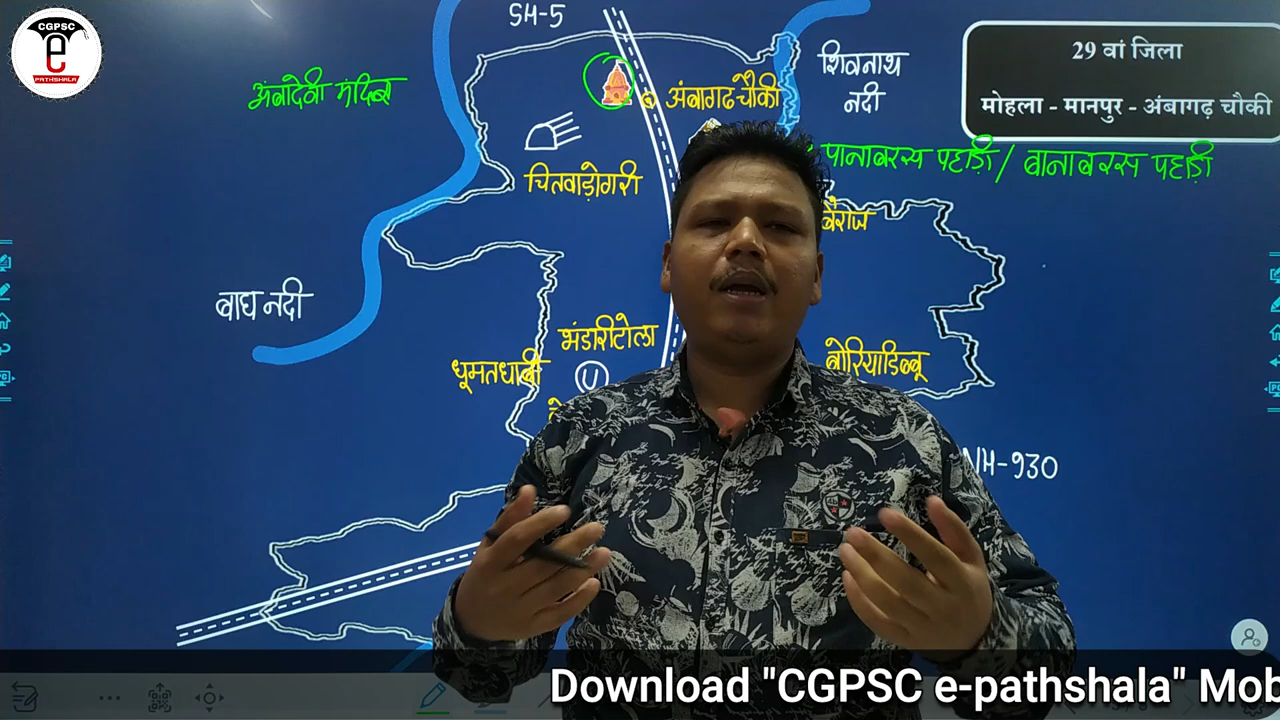 CGPSC
e
PATHSHALA
SH-5
29 वां जिला
मोहला - मानपुर - अंबागढ़ चौकी
शिवनाथ
नदी
अंबादेवी मंदिर
अंबागढ चौकी
पानाबरस पहाड़ी / बानाबरस पहाड़ी
चितवाडोंगरी
बैराज
बाघ नदी
भंडारीटोला
धूमतधाबी
U
बोरियाडिब्बू
NH-930
Download "CGPSC e-pathshala" Mob